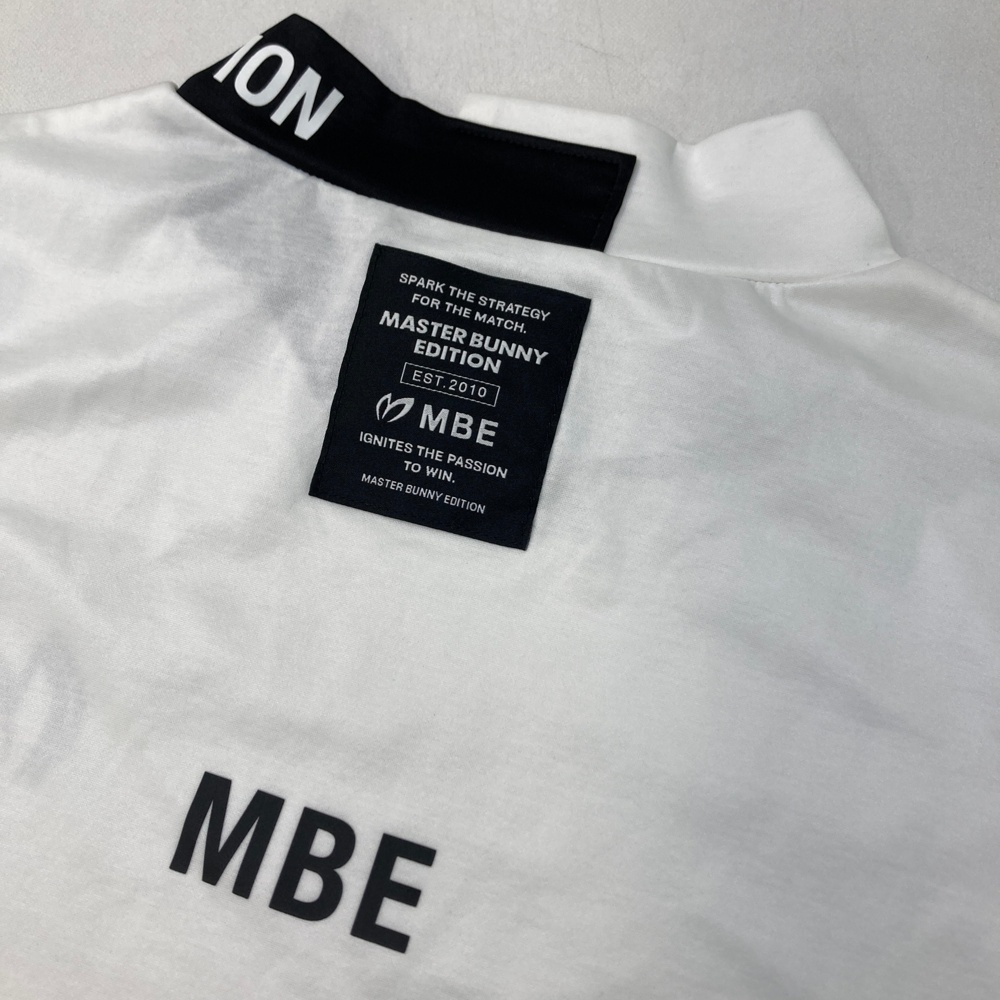 ION
SPARK THE STRATEGY
FOR THE MATCH.
MASTER BUNNY
EDITION
EST.2010
MBE
IGNITES THE PASSION
TO WIN.
MASTER BUNNY EDITION
MBE